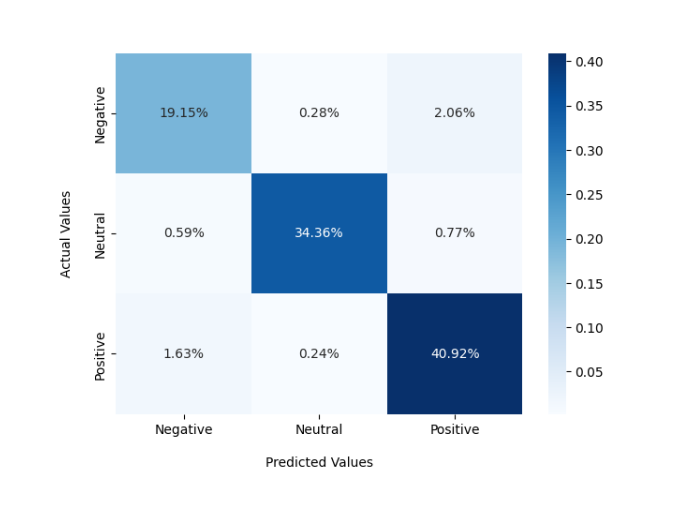 Actual Values
Negative
19.15%
0.28%
2.06%
Neutral
0.59%
34.36%
0.77%
Positive
1.63%
0.24%
40.92%
Negative
Neutral
Positive
Predicted Values
0.40
0.35
0.30
0.25
0.20
0.15
0.10
0.05